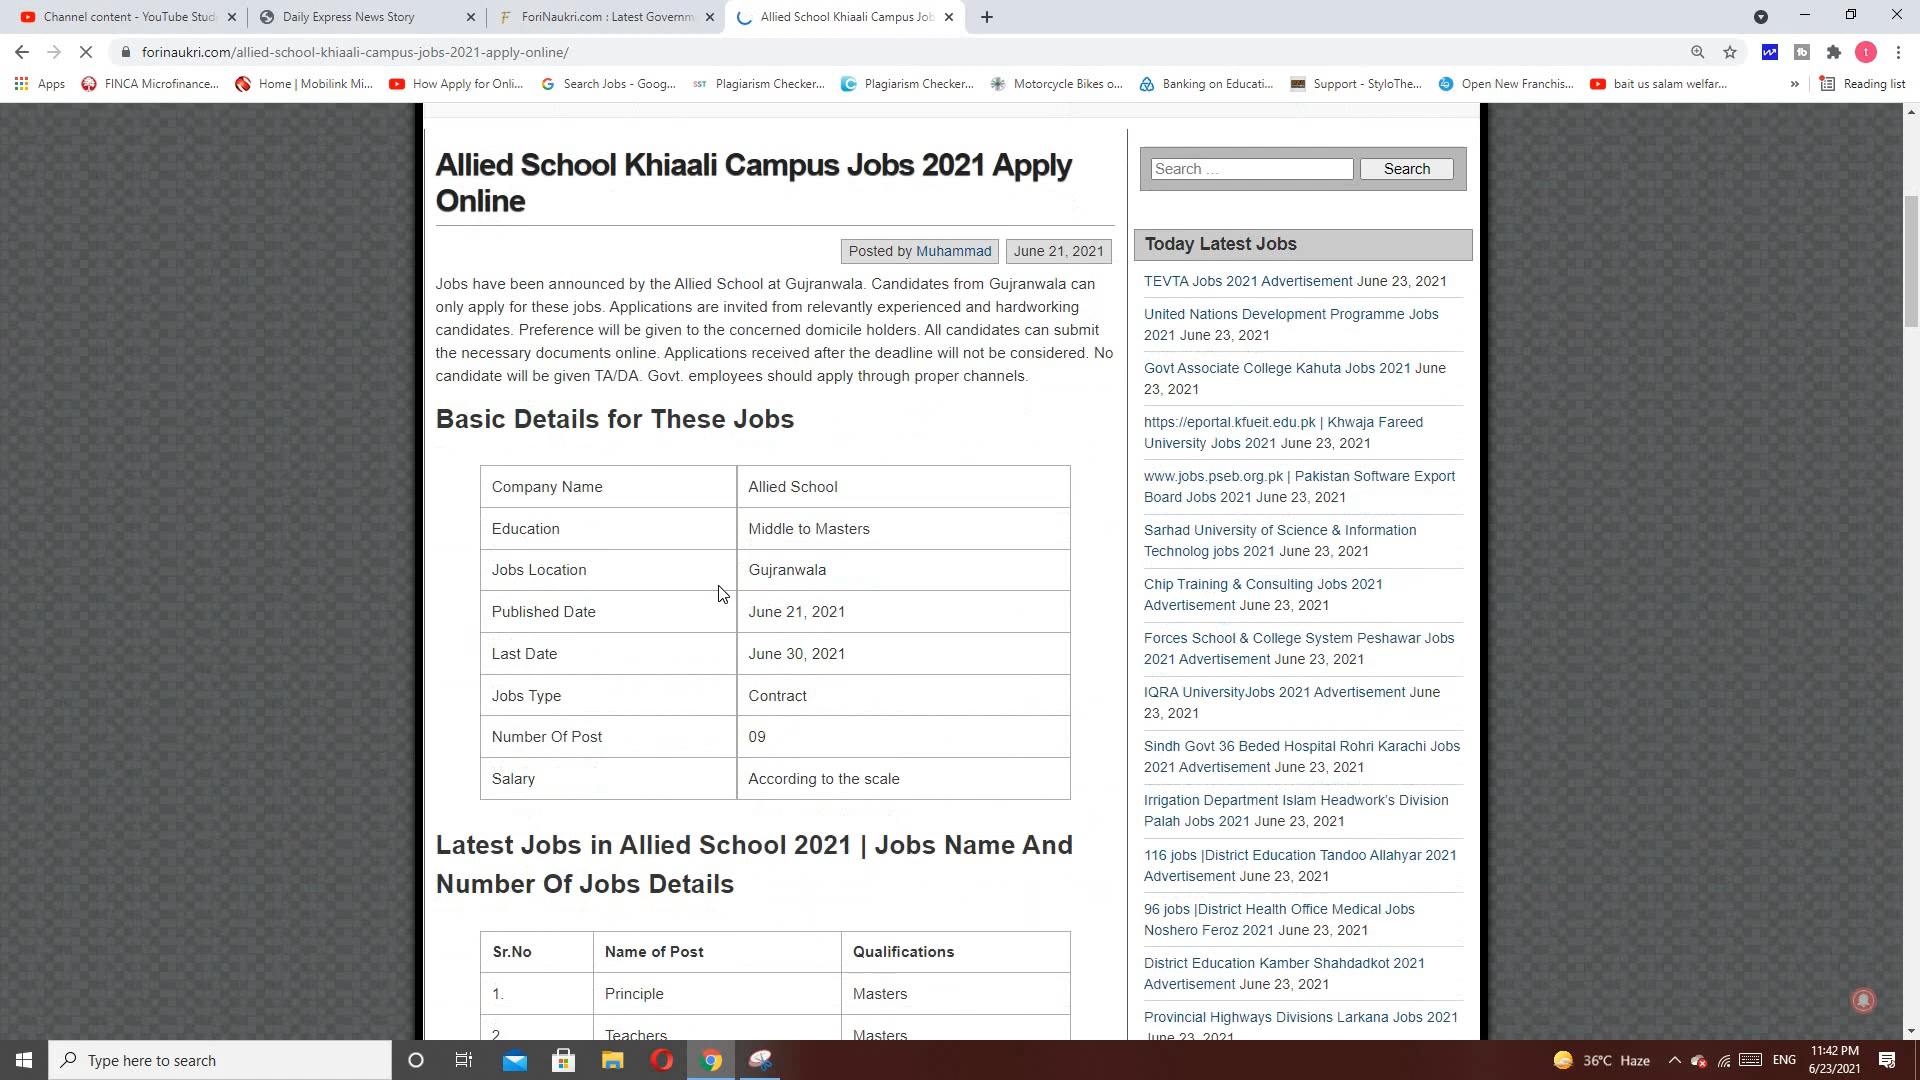 Channel content - YouTube Stud
Daily Express News Story
ForiNaukri.com : Latest Governm
Allied School Khiaali Campus Job
forinaukri.com/allied-school-khiaali-campus-jobs-2021-apply-online/
Apps
FINCA Microfinance...
Home | Mobilink Mi...
How Apply for Onli...
Search Jobs - Goog...
SST Plagiarism Checker...
Plagiarism Checker...
Motorcycle Bikes o...
Banking on Educati...
Support - StyloThe...
Open New Franchis...
bait us salam welfar...
»
Reading list
Allied School Khiaali Campus Jobs 2021 Apply
Online
Posted by Muhammad
June 21, 2021
Jobs have been announced by the Allied School at Gujranwala. Candidates from Gujranwala can
only apply for these jobs. Applications are invited from relevantly experienced and hardworking
candidates. Preference will be given to the concerned domicile holders. All candidates can submit
the necessary documents online. Applications received after the deadline will not be considered. No
candidate will be given TA/DA. Govt. employees should apply through proper channels.
Basic Details for These Jobs
Company Name Allied School
Education Middle to Masters
Jobs Location Gujranwala
Published Date June 21, 2021
Last Date June 30, 2021
Jobs Type Contract
Number Of Post 09
Salary According to the scale
Latest Jobs in Allied School 2021 | Jobs Name And
Number Of Jobs Details
Sr.No Name of Post Qualifications
1. Principle Masters
2. Teachers Masters
Search ...
Search
Today Latest Jobs
TEVTA Jobs 2021 Advertisement June 23, 2021
United Nations Development Programme Jobs
2021 June 23, 2021
Govt Associate College Kahuta Jobs 2021 June
23, 2021
https://eportal.kfueit.edu.pk | Khwaja Fareed
University Jobs 2021 June 23, 2021
www.jobs.pseb.org.pk | Pakistan Software Export
Board Jobs 2021 June 23, 2021
Sarhad University of Science & Information
Technolog jobs 2021 June 23, 2021
Chip Training & Consulting Jobs 2021
Advertisement June 23, 2021
Forces School & College System Peshawar Jobs
2021 Advertisement June 23, 2021
IQRA UniversityJobs 2021 Advertisement June
23, 2021
Sindh Govt 36 Beded Hospital Rohri Karachi Jobs
2021 Advertisement June 23, 2021
Irrigation Department Islam Headwork's Division
Palah Jobs 2021 June 23, 2021
116 jobs |District Education Tandoo Allahyar 2021
Advertisement June 23, 2021
96 jobs |District Health Office Medical Jobs
Noshero Feroz 2021 June 23, 2021
District Education Kamber Shahdadkot 2021
Advertisement June 23, 2021
Provincial Highways Divisions Larkana Jobs 2021
June 23, 2021
Type here to search
36°C Haze
ENG
11:42 PM
6/23/2021